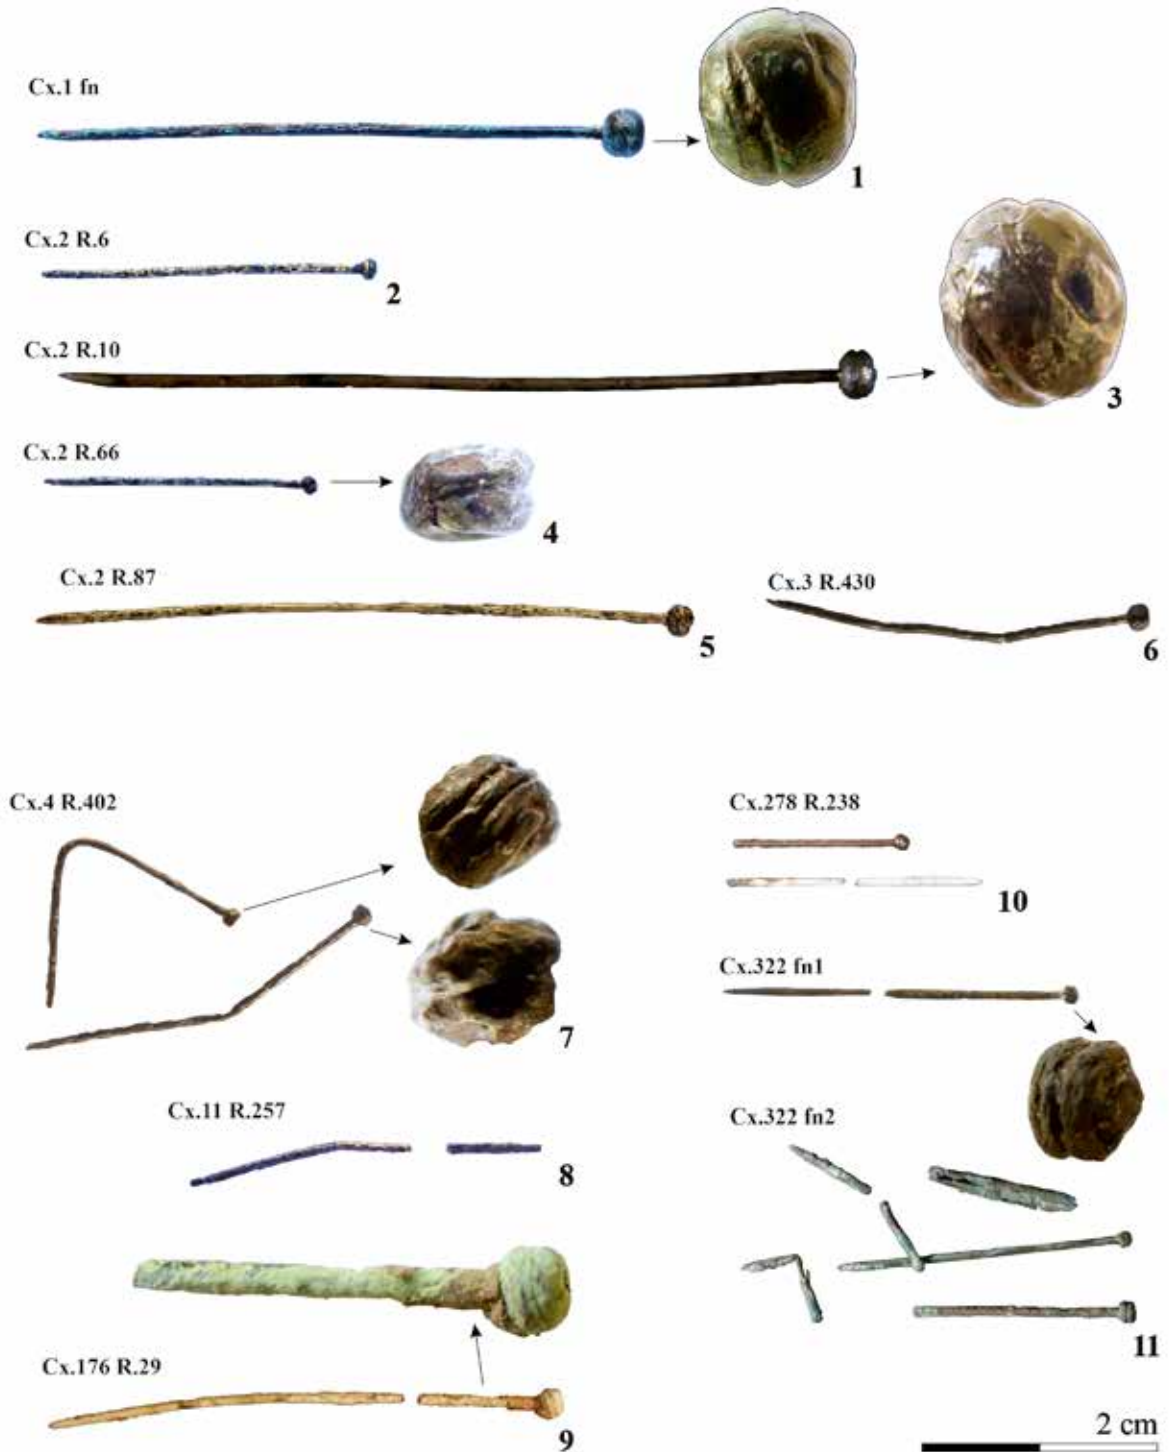 Cx.1 fn
1
Cx.2 R.6
2
Cx.2 R.10
3
Cx.2 R.66
4
Cx.2 R.87
5
Cx.3 R.430
6
Cx.4 R.402
7
Cx.278 R.238
10
Cx.322 fn1
Cx.11 R.257
8
Cx.322 fn2
11
Cx.176 R.29
9
2 cm